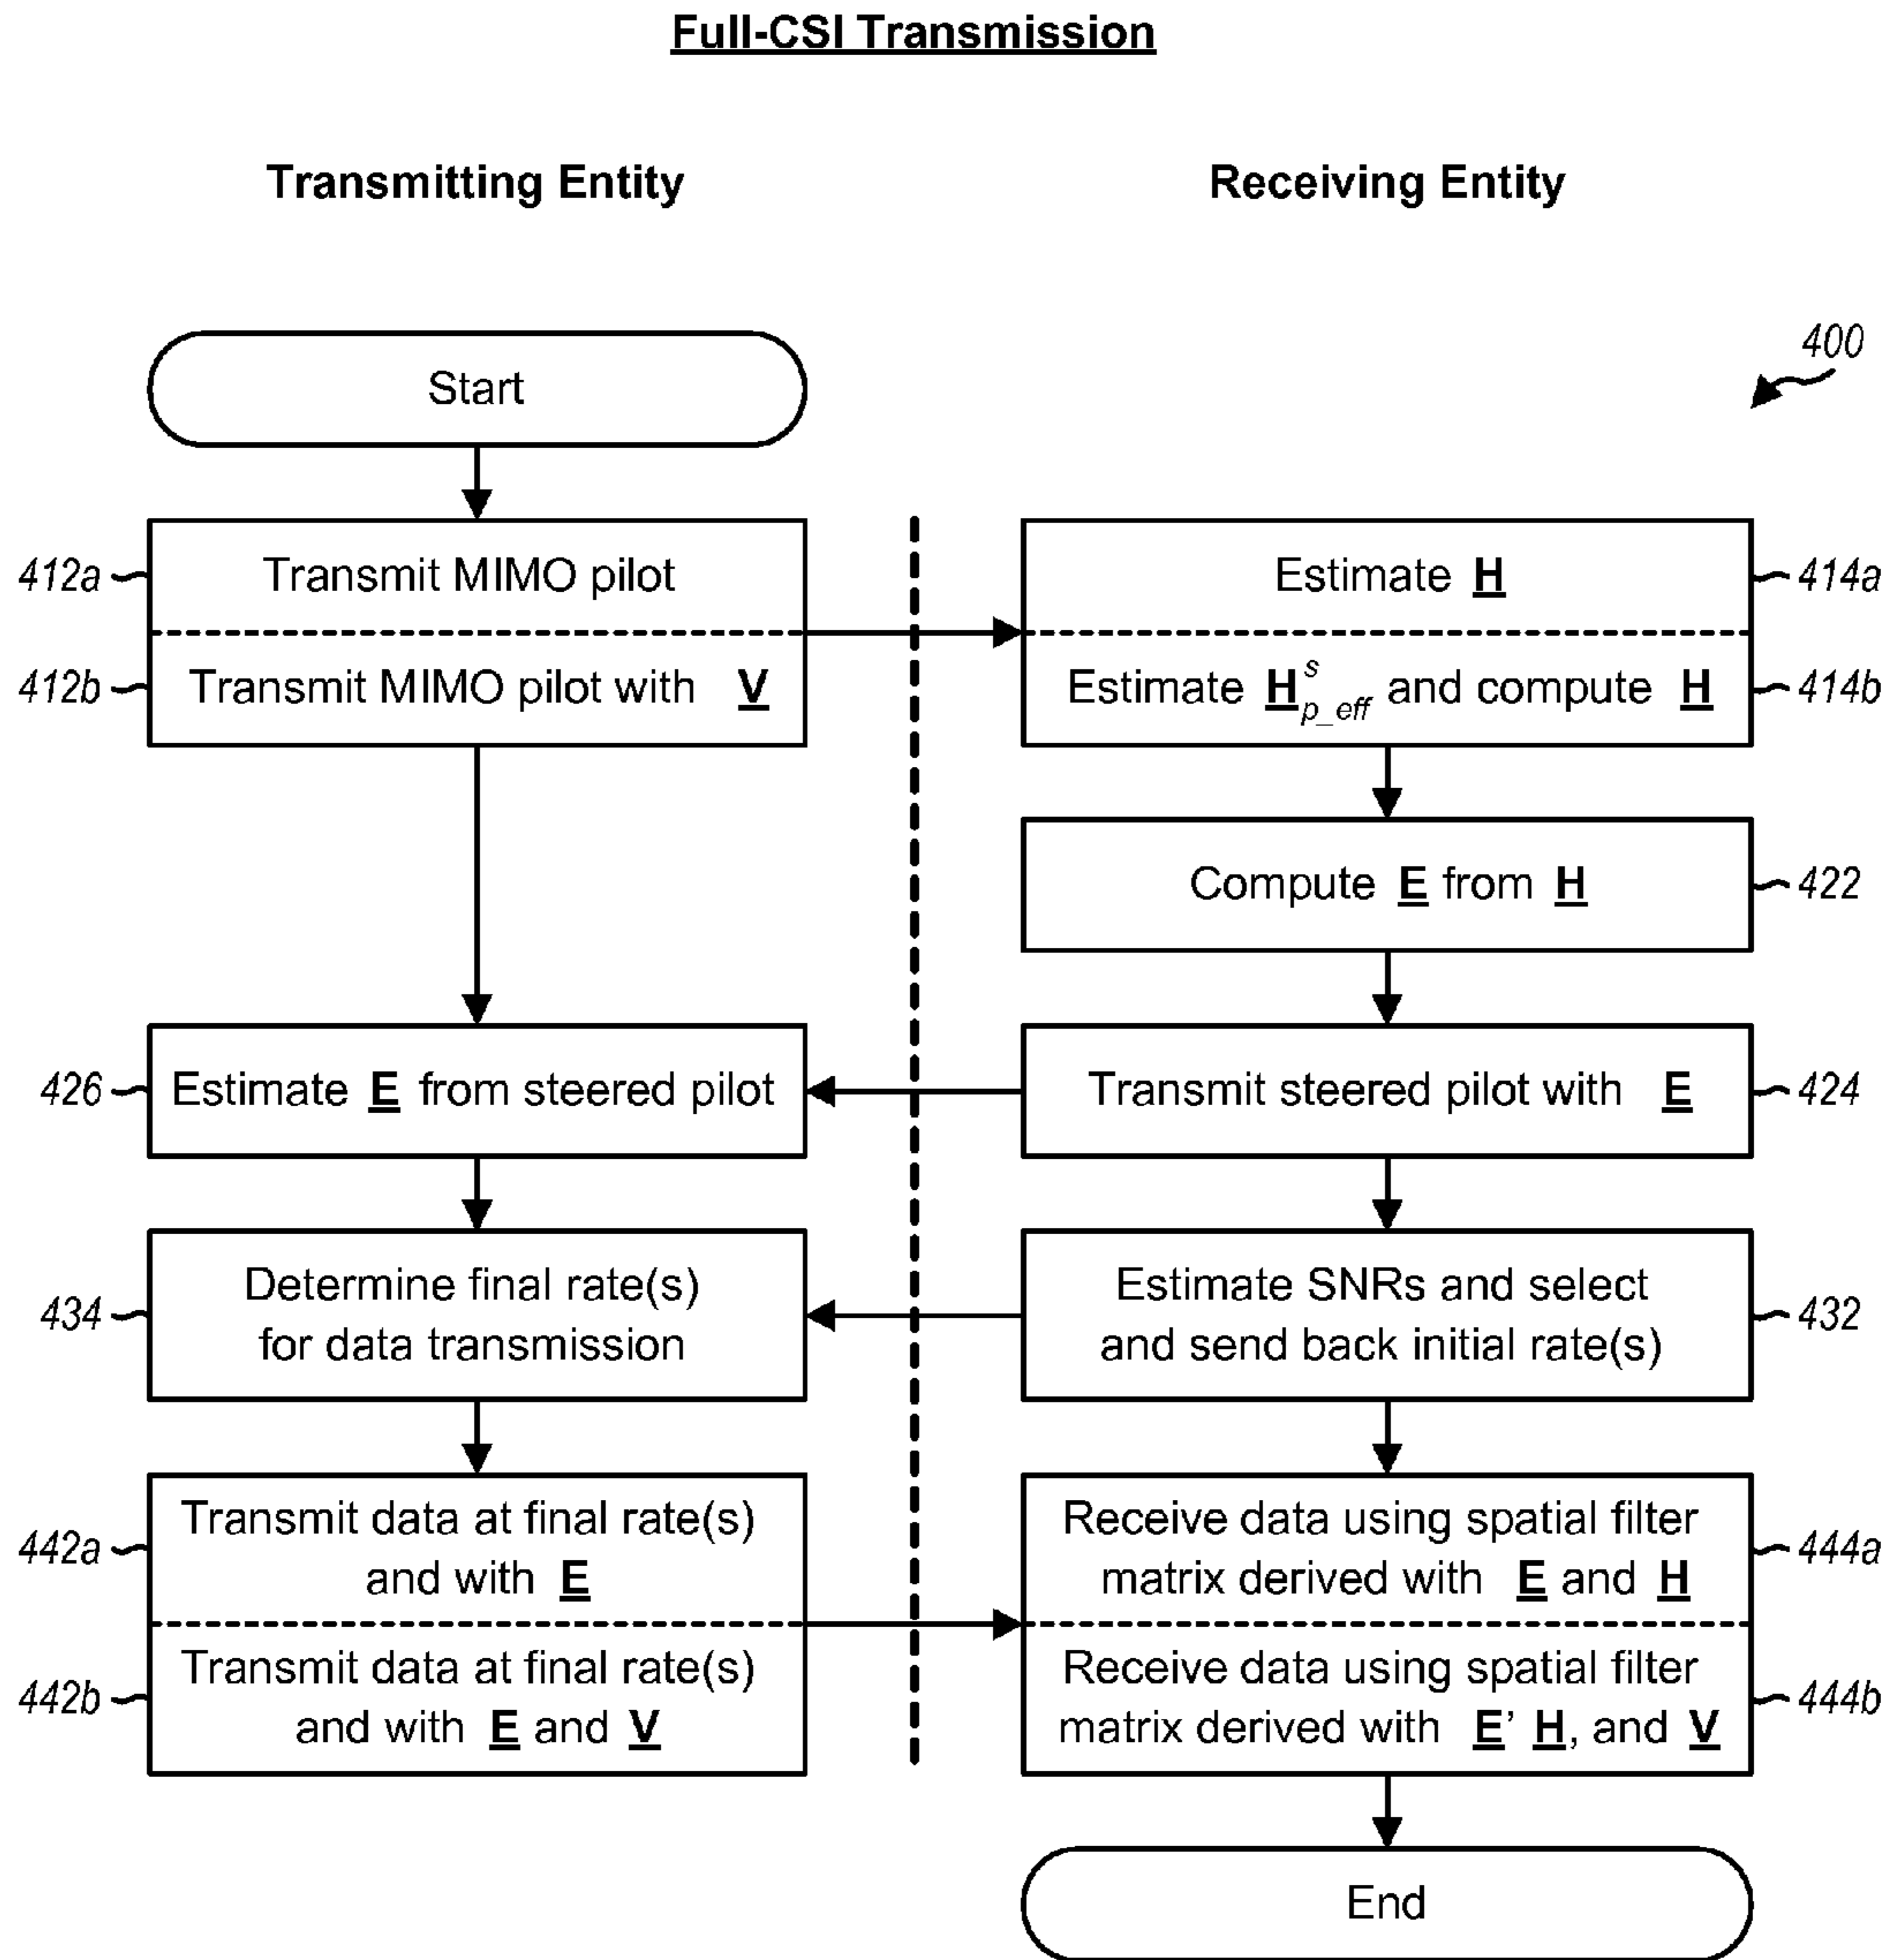 Full-CSI Transmission
Transmitting Entity
Receiving Entity
400
Start
412a
Transmit MIMO pilot
Estimate H
414a
412b
Transmit MIMO pilot with V
Estimate H^s_p_eff and compute H
414b
Compute E from H
422
426
Estimate E from steered pilot
Transmit steered pilot with E
424
434
Determine final rate(s)
for data transmission
Estimate SNRs and select
and send back initial rate(s)
432
442a
Transmit data at final rate(s)
and with E
Receive data using spatial filter
matrix derived with E and H
444a
442b
Transmit data at final rate(s)
and with E and V
Receive data using spatial filter
matrix derived with E’ H, and V
444b
End